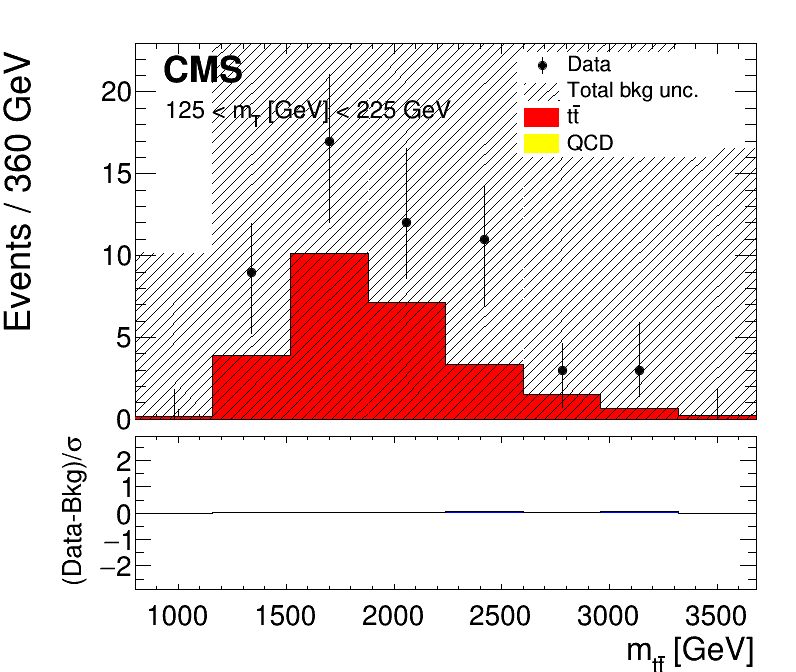 CMS
125 < m_T [GeV] < 225 GeV
Data
Total bkg unc.
tt̄
QCD
Events / 360 GeV
20
15
10
5
0
(Data-Bkg)/σ
2
1
0
−1
−2
1000 1500 2000 2500 3000 3500
m_tt̄ [GeV]